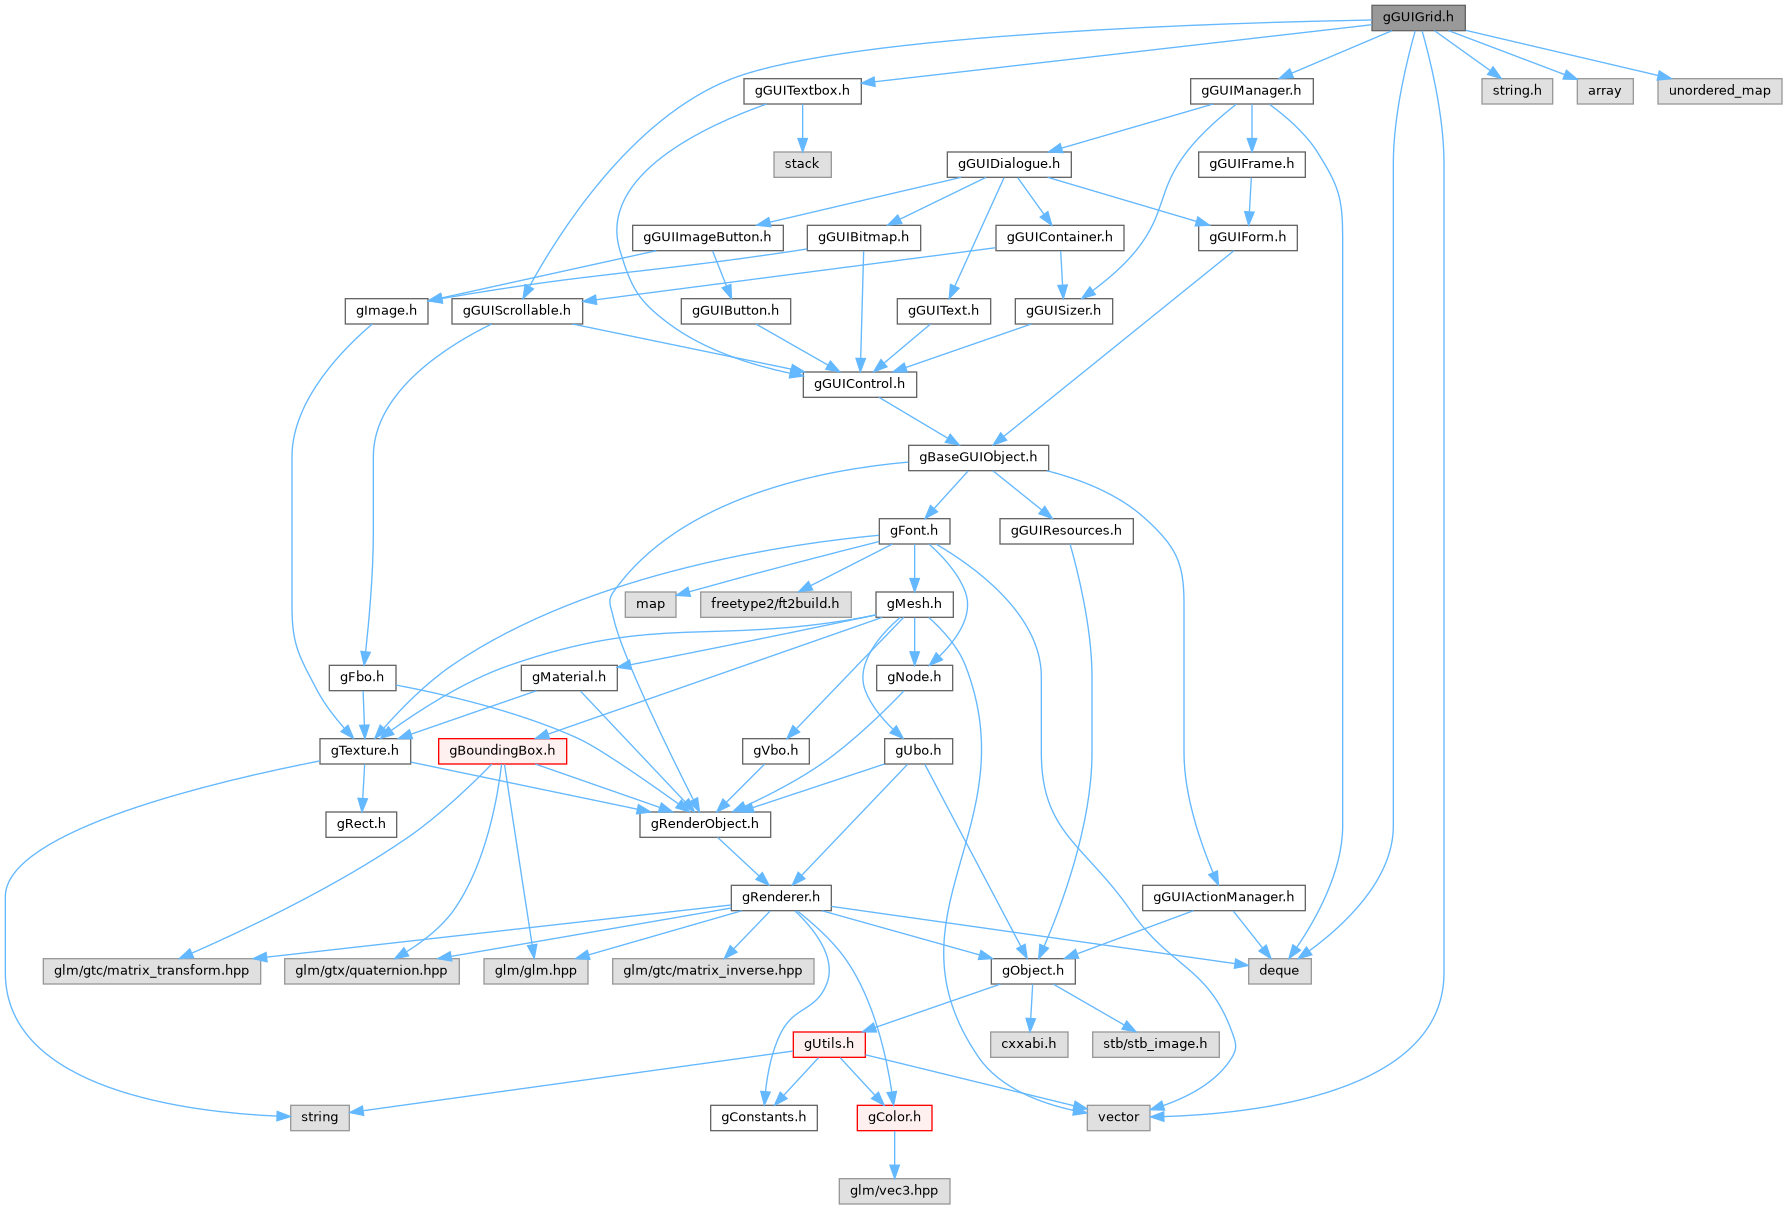 gGUIGrid.h
gGUITextbox.h
gGUIManager.h
string.h
array
unordered_map
stack
gGUIDialogue.h
gGUIFrame.h
gGUIImageButton.h
gGUIBitmap.h
gGUIContainer.h
gGUIForm.h
gImage.h
gGUIScrollable.h
gGUIButton.h
gGUIText.h
gGUISizer.h
gGUIControl.h
gBaseGUIObject.h
gFont.h
gGUIResources.h
map
freetype2/ft2build.h
gMesh.h
gFbo.h
gMaterial.h
gNode.h
gTexture.h
gBoundingBox.h
gVbo.h
gUbo.h
gRect.h
gRenderObject.h
gRenderer.h
gGUIActionManager.h
glm/gtc/matrix_transform.hpp
glm/gtx/quaternion.hpp
glm/glm.hpp
glm/gtc/matrix_inverse.hpp
gObject.h
deque
gUtils.h
cxxabi.h
stb/stb_image.h
string
gConstants.h
gColor.h
vector
glm/vec3.hpp